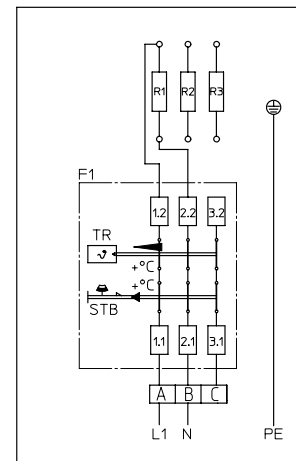 R1 R2 R3
F1
1.2 2.2 3.2
TR
ϑ
+°C
+°C
STB
1.1 2.1 3.1
A B C
L1 N PE